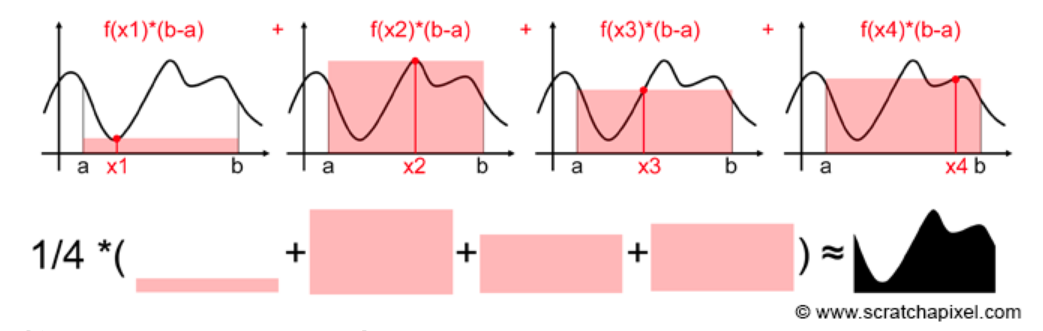 f(x1)*(b-a) + f(x2)*(b-a) + f(x3)*(b-a) + f(x4)*(b-a)
a x1 b a x2 b a x3 b a x4 b
1/4 *( + + + ) ≈
© www.scratchapixel.com